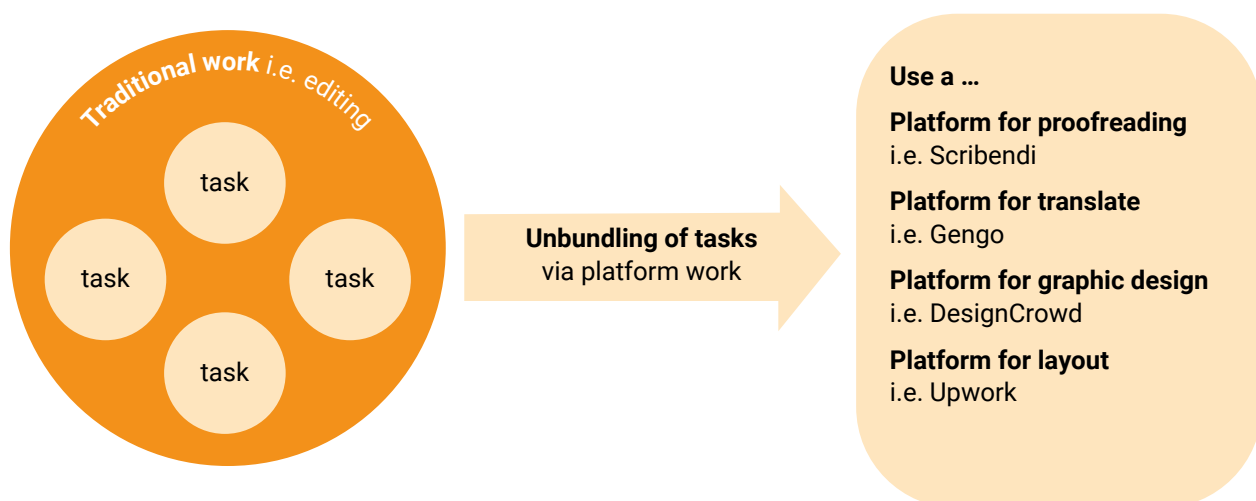 Traditional work i.e. editing
task
task
task
task
Unbundling of tasks
via platform work
Use a …
Platform for proofreading
i.e. Scribendi
Platform for translate
i.e. Gengo
Platform for graphic design
i.e. DesignCrowd
Platform for layout
i.e. Upwork